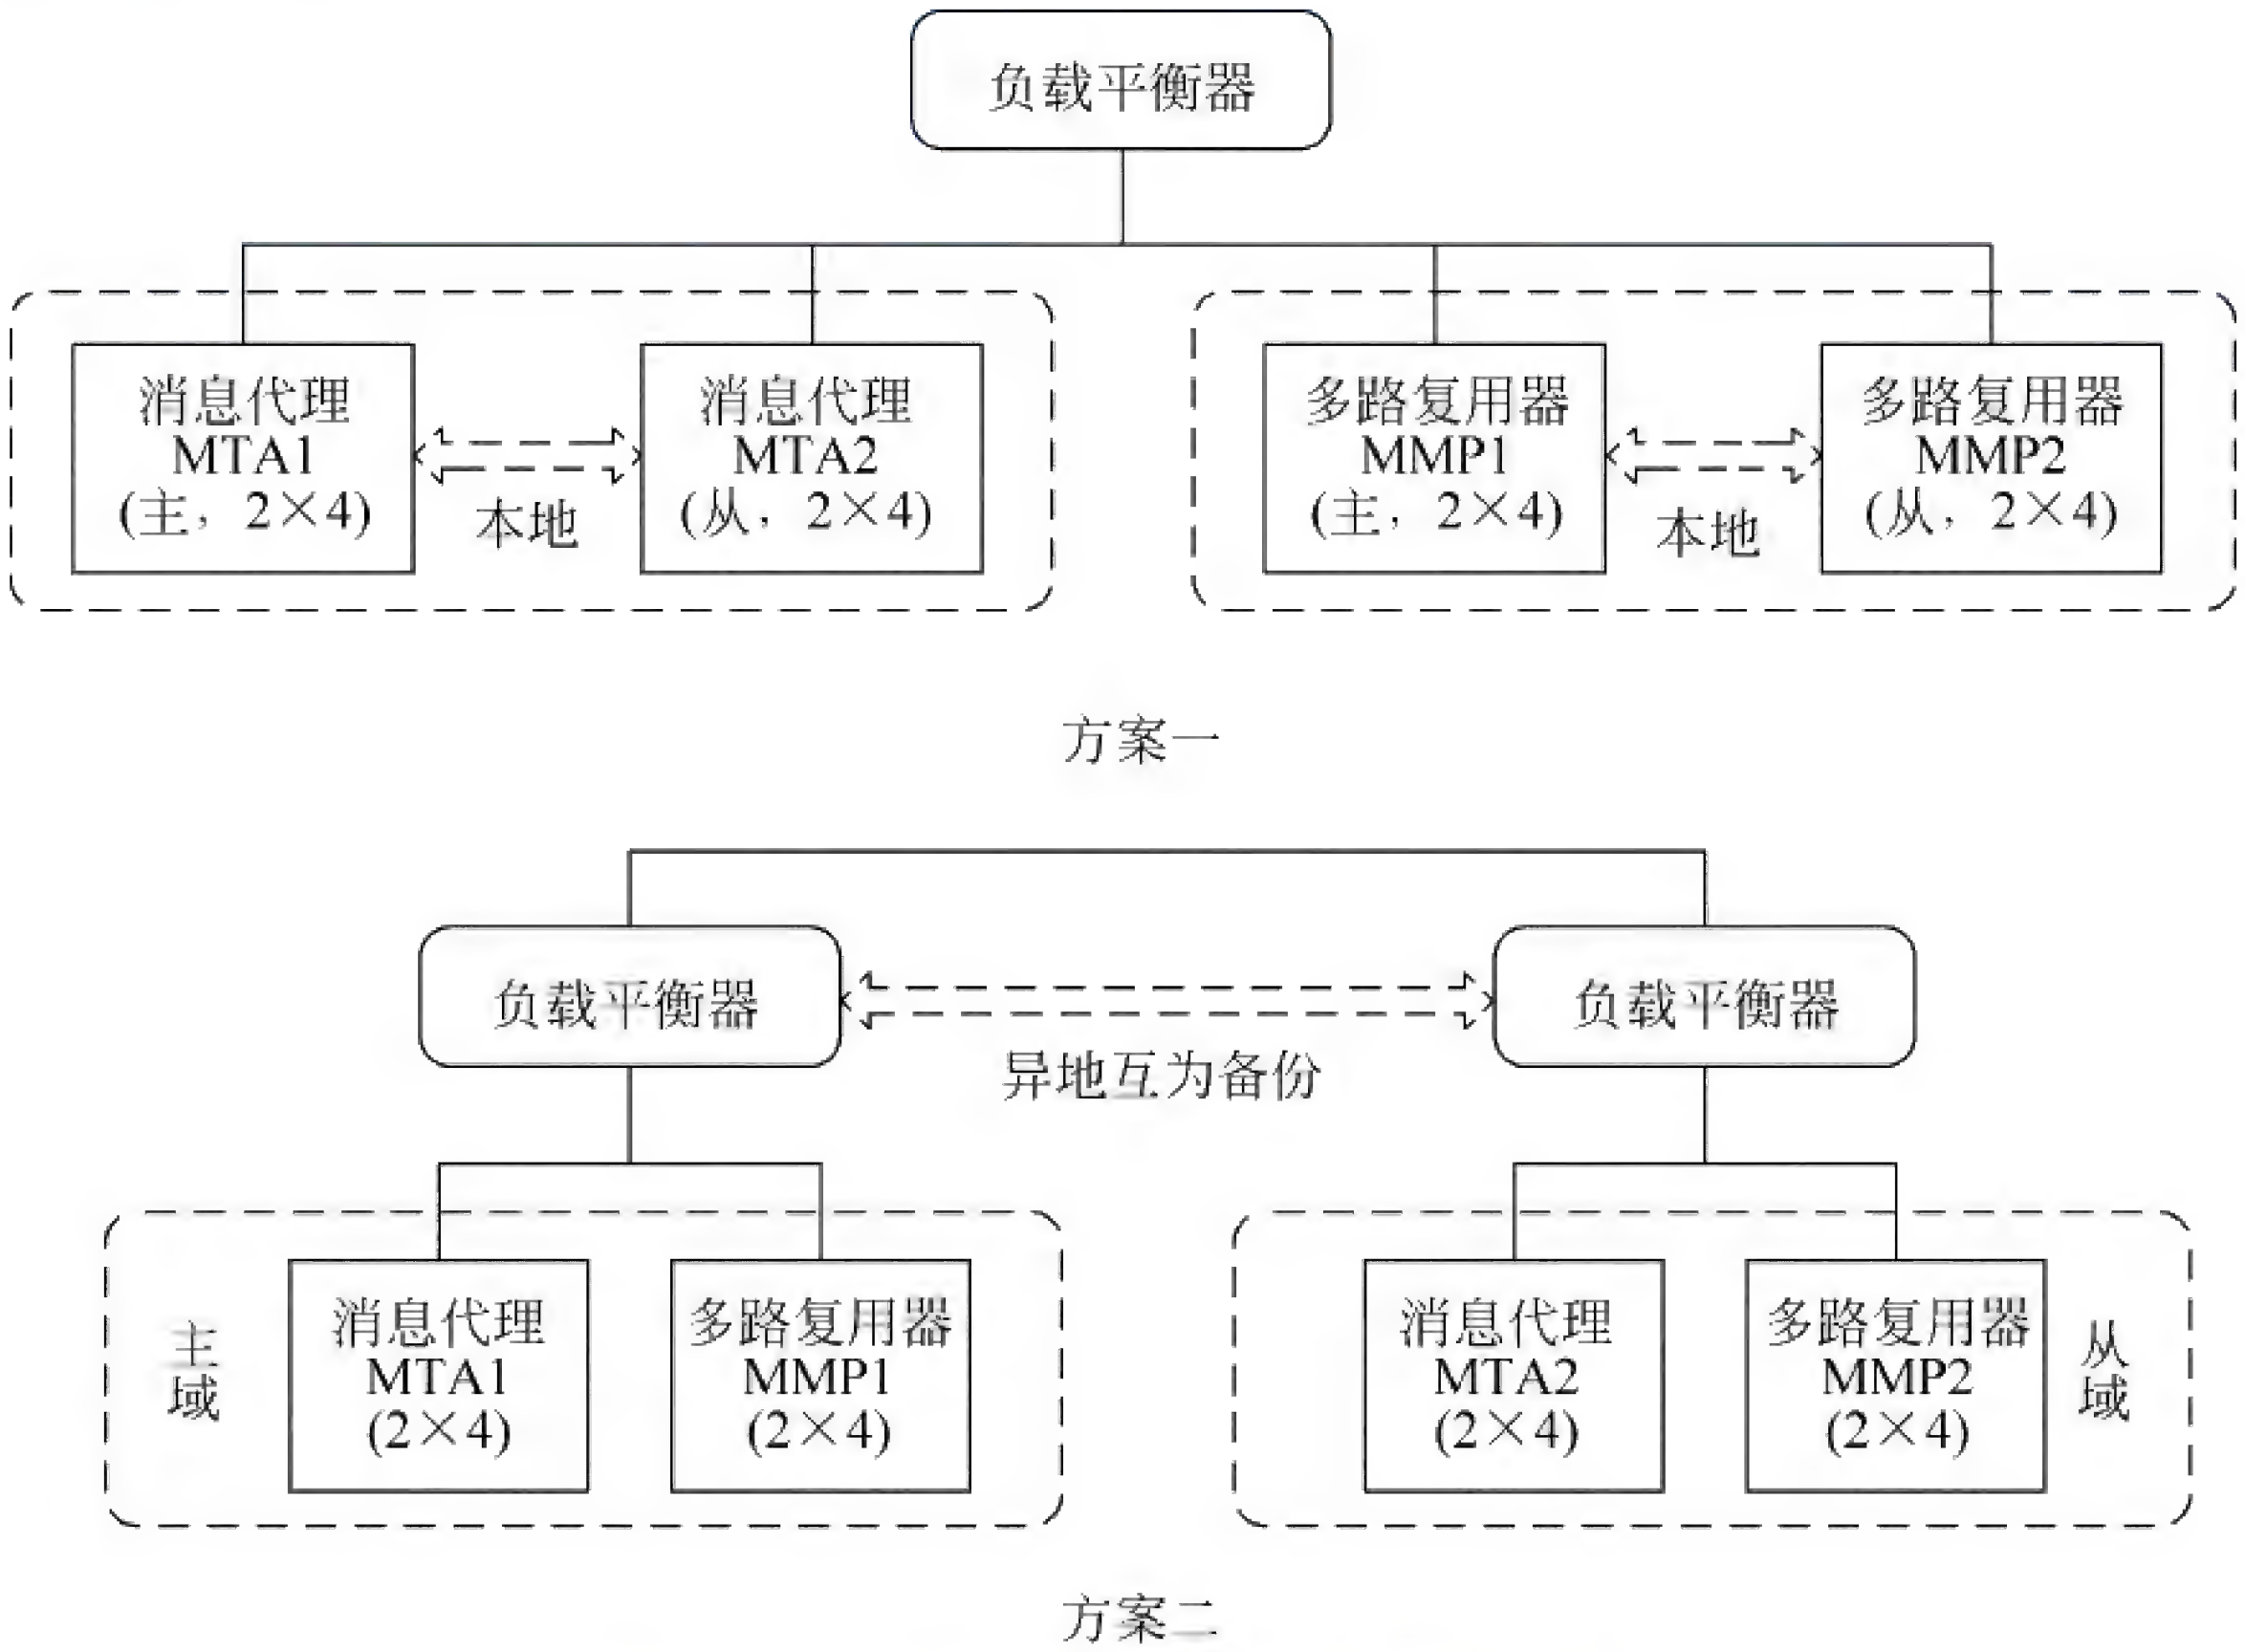 负载平衡器
消息代理
MTA1
(主，2×4)
本地
消息代理
MTA2
(从，2×4)
多路复用器
MMP1
(主，2×4)
本地
多路复用器
MMP2
(从，2×4)
方案一
负载平衡器
异地互为备份
负载平衡器
主域
消息代理
MTA1
(2×4)
多路复用器
MMP1
(2×4)
消息代理
MTA2
(2×4)
多路复用器
MMP2
(2×4)
从域
方案二